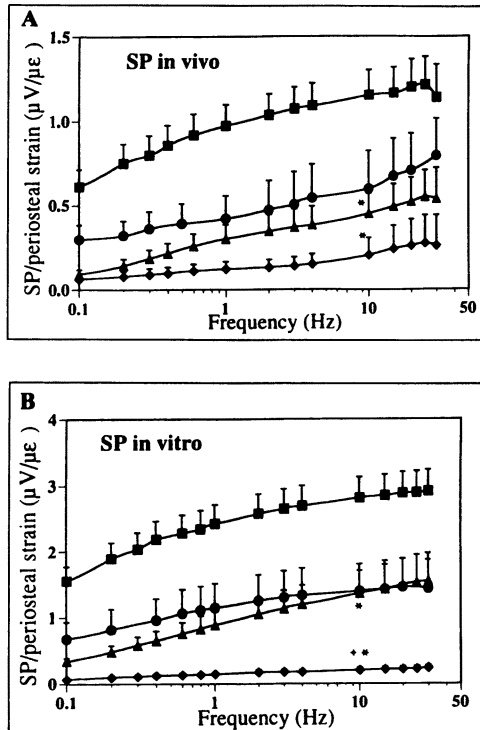 A
SP in vivo
SP/periosteal strain (μ V/με)
1.5
1.0
0.5
0.0
*
*
0.1
1
10
50
Frequency (Hz)
B
SP in vitro
SP/periosteal strain (μ V/με)
4
3
2
1
0
*
+ *
0.1
1
10
50
Frequency (Hz)